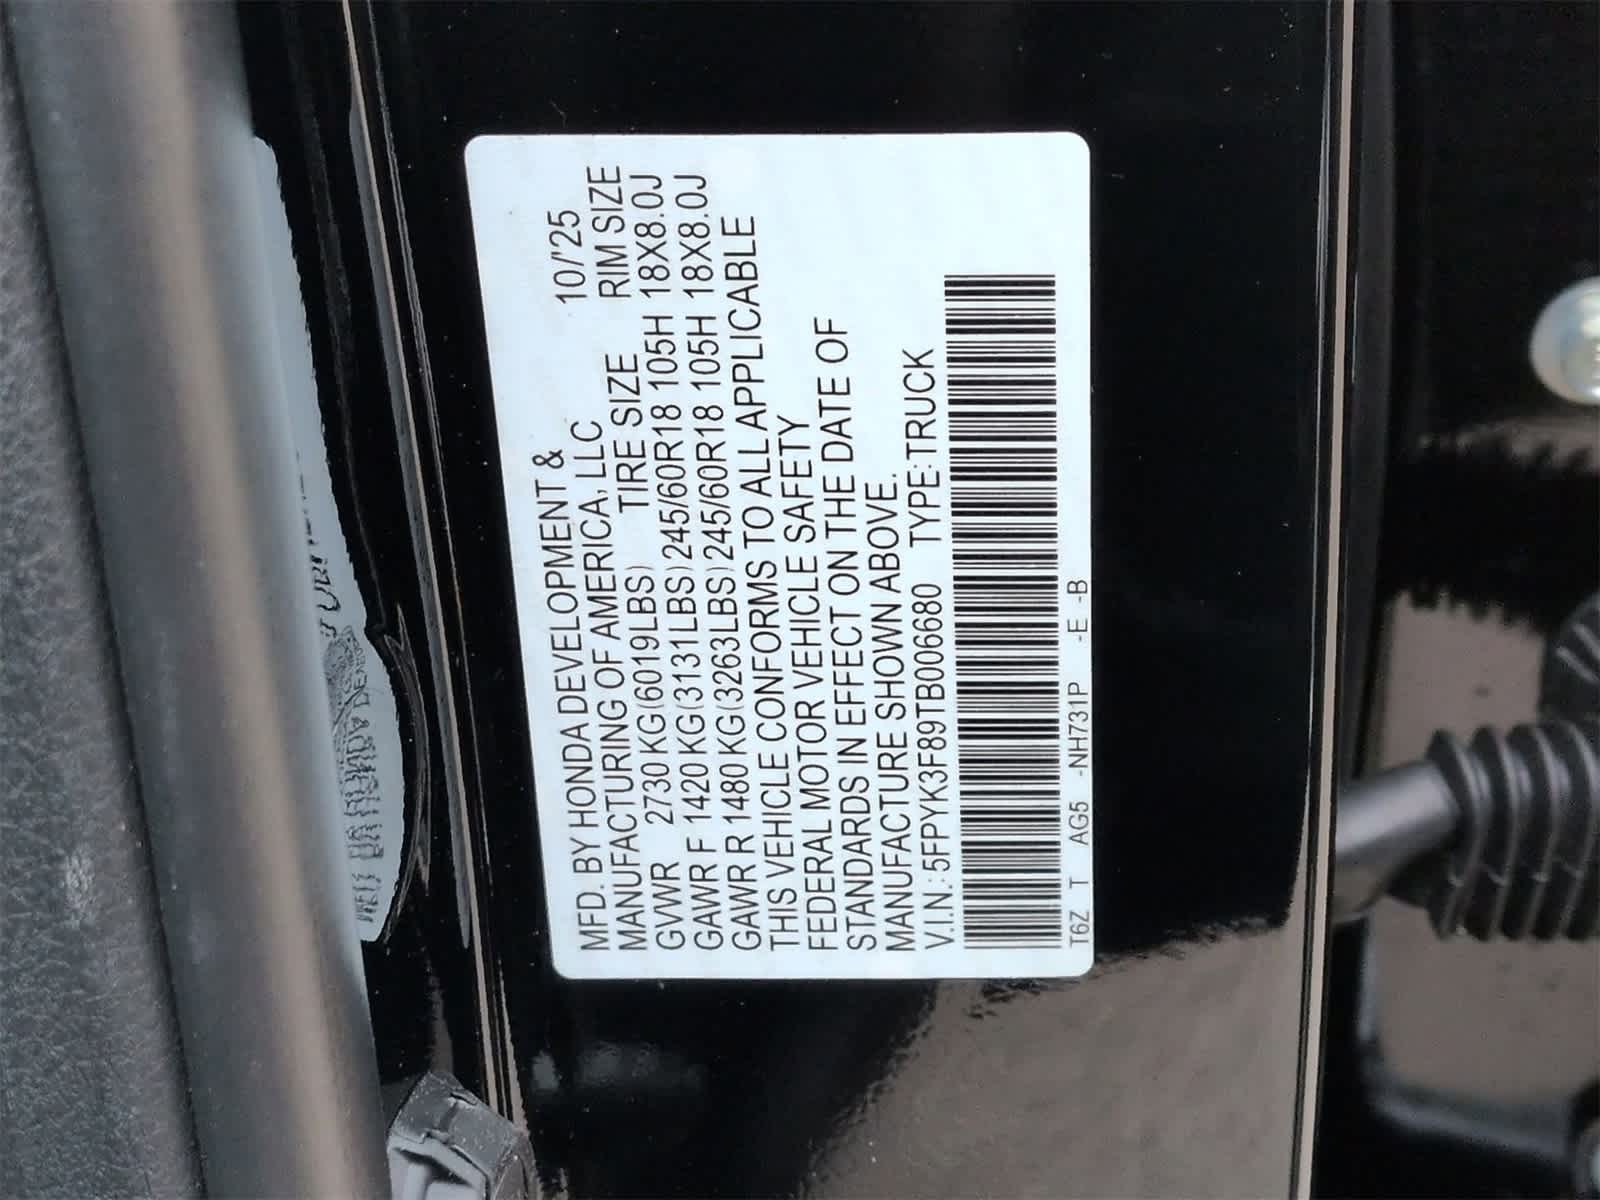 MFD. BY HONDA DEVELOPMENT &
MANUFACTURING OF AMERICA, LLC 10/'25
TIRE SIZE RIM SIZE
GVWR 2730 KG(6019LBS)
GAWR F 1420 KG(3131LBS) 245/60R18 105H 18X8.0J
GAWR R 1480 KG(3263LBS) 245/60R18 105H 18X8.0J
THIS VEHICLE CONFORMS TO ALL APPLICABLE
FEDERAL MOTOR VEHICLE SAFETY
STANDARDS IN EFFECT ON THE DATE OF
MANUFACTURE SHOWN ABOVE.
V.I.N.: 5FPYK3F89TB006680 TYPE:TRUCK
T6Z T AG5 -NH731P -E -B